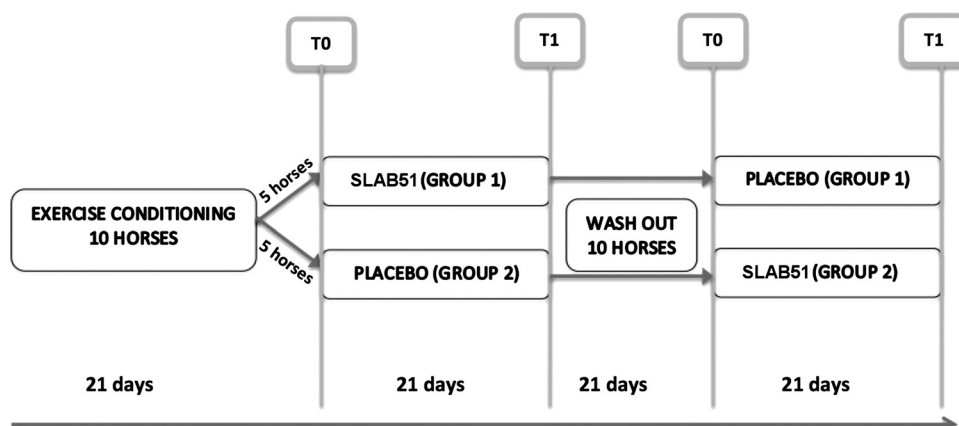 T0
T1
T0
T1
5 horses
SLAB51 (GROUP 1)
PLACEBO (GROUP 1)
EXERCISE CONDITIONING
10 HORSES
WASH OUT
10 HORSES
5 horses
PLACEBO (GROUP 2)
SLAB51 (GROUP 2)
21 days
21 days
21 days
21 days